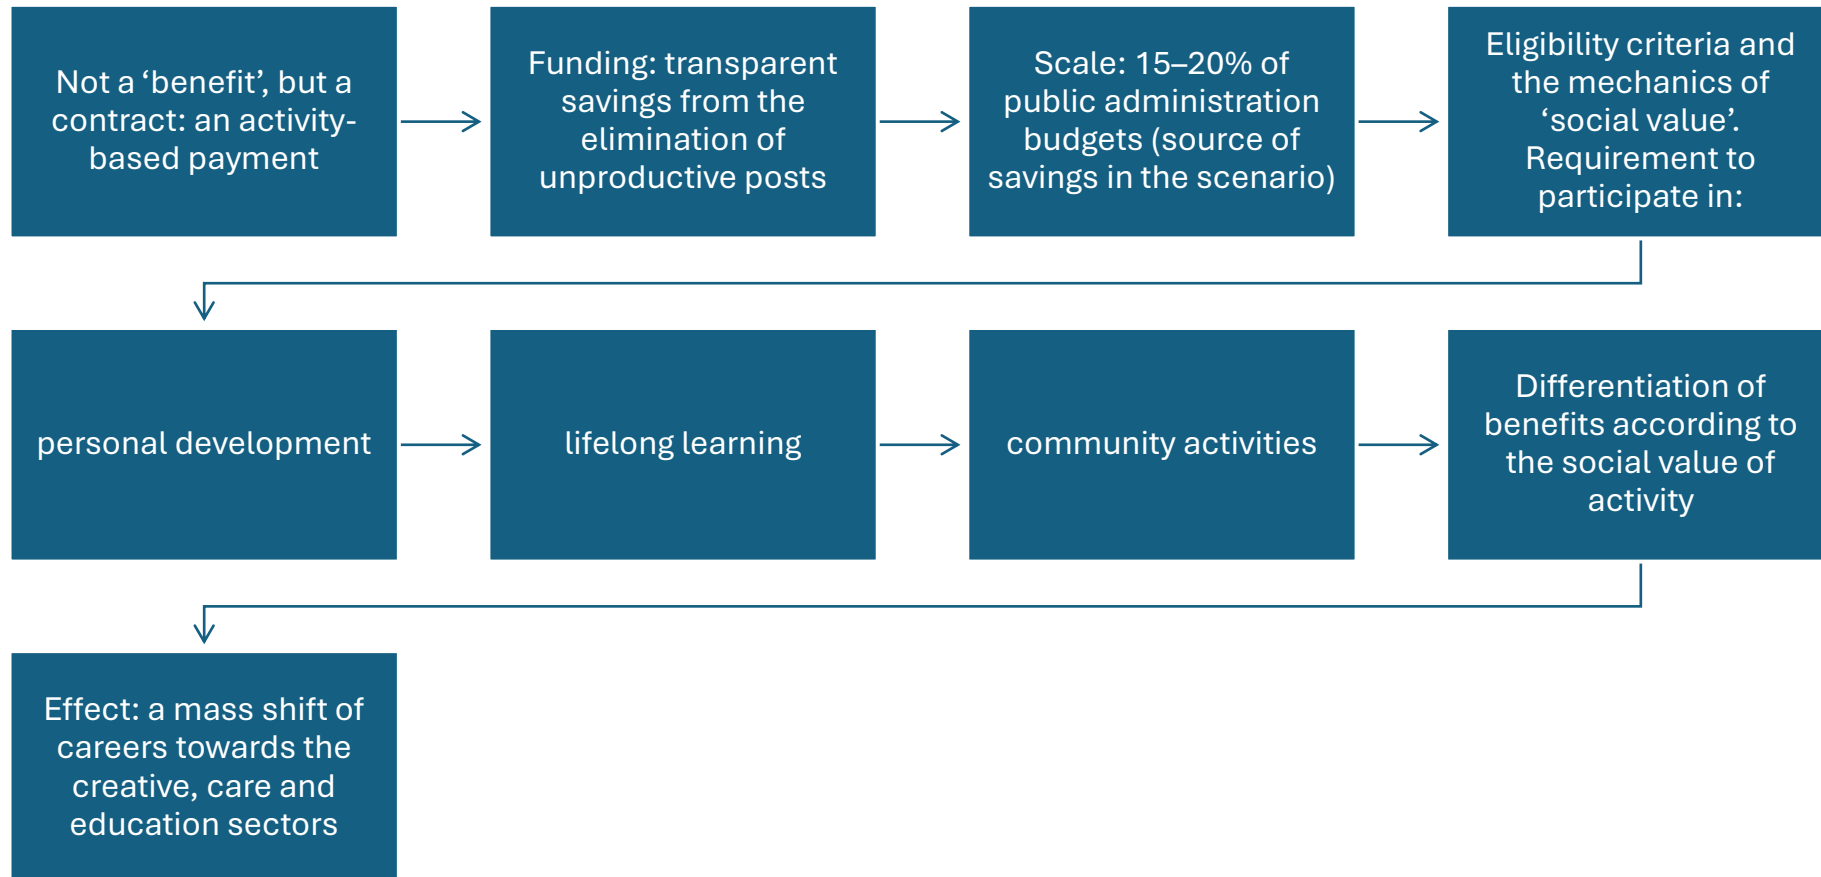 Not a ‘benefit’, but a
contract: an activity-
based payment
Funding: transparent
savings from the
elimination of
unproductive posts
Scale: 15–20% of
public administration
budgets (source of
savings in the scenario)
Eligibility criteria and
the mechanics of
‘social value’.
Requirement to
participate in:
personal development
lifelong learning
community activities
Differentiation of
benefits according to
the social value of
activity
Effect: a mass shift of
careers towards the
creative, care and
education sectors